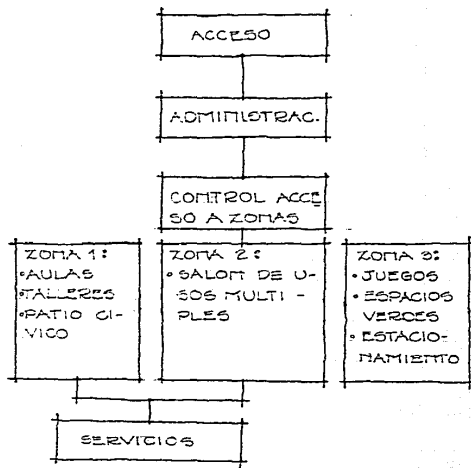 ACCESO
ADMINISTRAC.
CONTROL ACCE
SO A ZONAS
ZONA 1:
•AULAS
•TALLERES
•PATIO CI-
VICO
ZONA 2:
•SALON DE U-
SOS MULTI-
PLES
ZONA 3:
•JUEGOS
•ESPACIOS
VERDES
•ESTACIO-
NAMIENTO
SERVICIOS